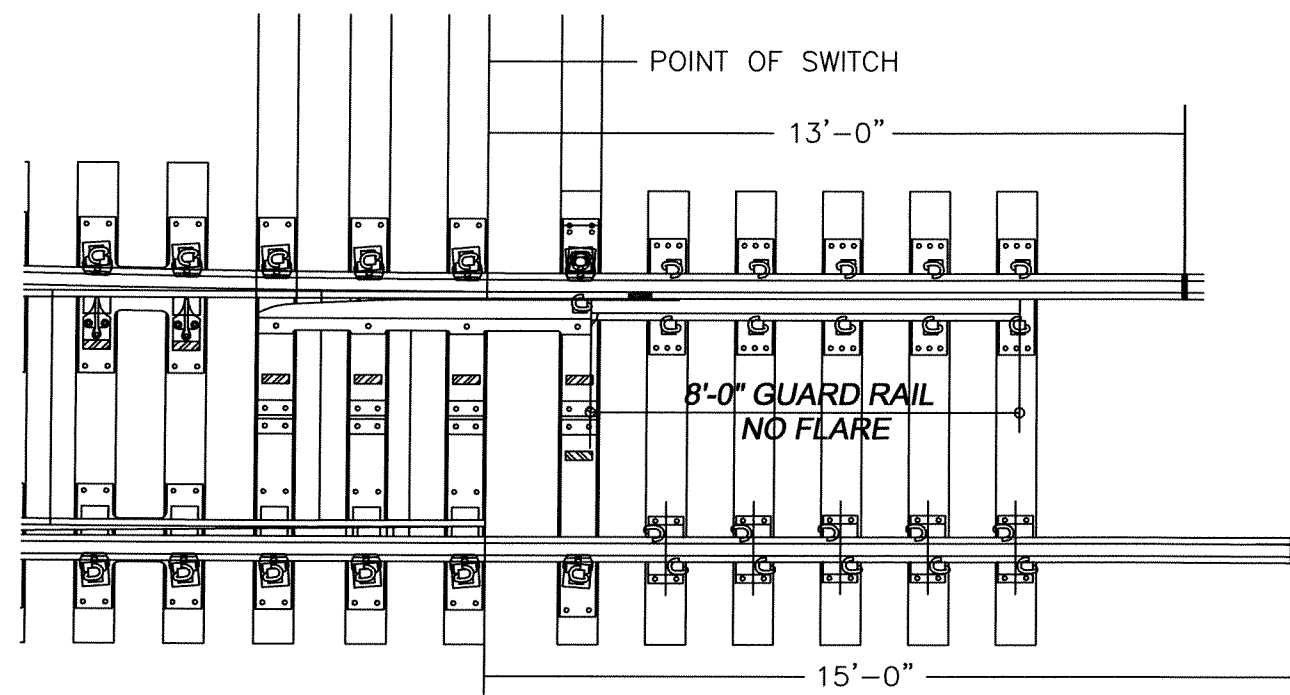 POINT OF SWITCH
13'-0"
8'-0" GUARD RAIL
NO FLARE
15'-0"